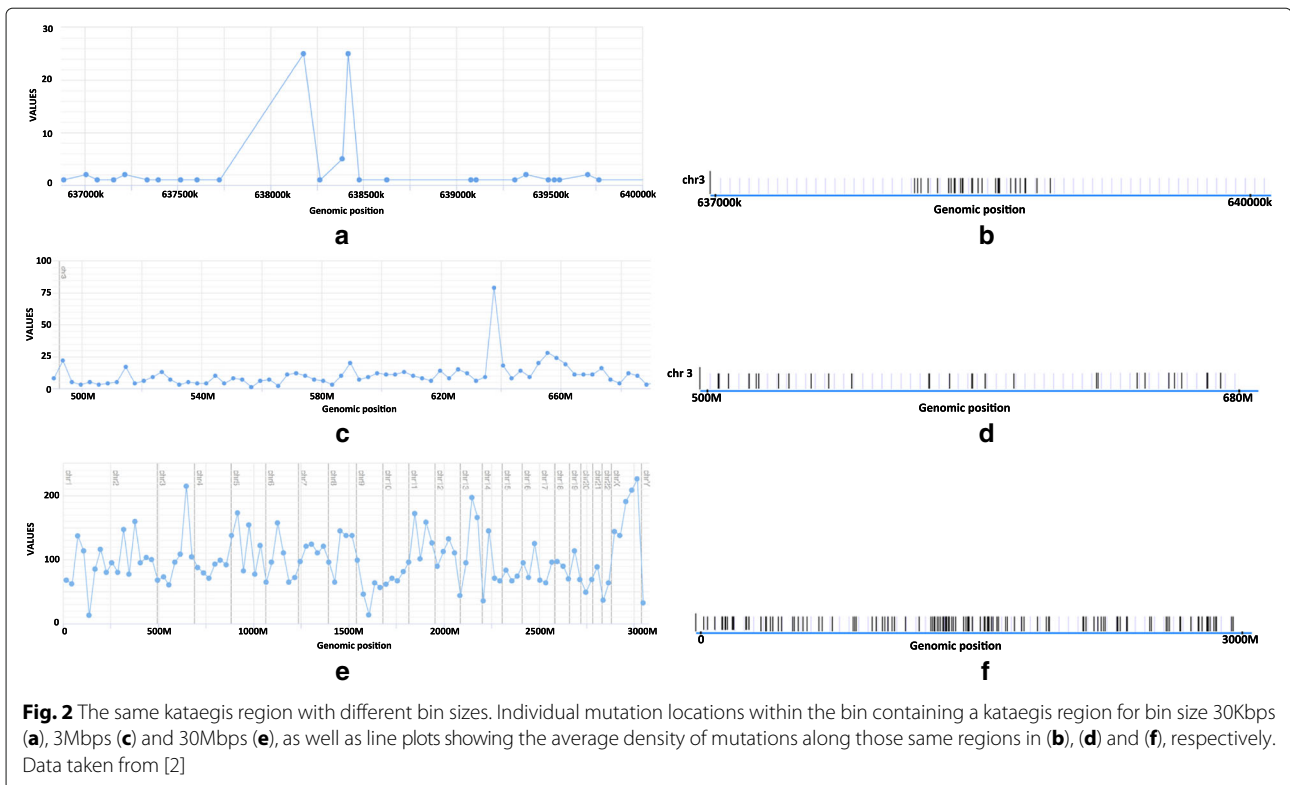 30
20
10
0
VALUES
637000k 637500k 638000k 638500k 639000k 639500k 640000k
Genomic position
a
chr3
637000k 640000k
Genomic position
b
100
75
50
25
0
VALUES
chr3
500M 540M 580M 620M 660M
Genomic position
c
chr 3
500M 680M
Genomic position
d
200
100
0
VALUES
chr1 chr2 chr3 chr4 chr5 chr6 chr7 chr8 chr9 chr10 chr11 chr12 chr13 chr14 chr15 chr16 chr17 chr18 chr19 chr20 chr21 chr22 chrX chrY
0 500M 1000M 1500M 2000M 2500M 3000M
Genomic position
e
0 3000M
Genomic position
f
Fig. 2 The same kataegis region with different bin sizes. Individual mutation locations within the bin containing a kataegis region for bin size 30Kbps
(a), 3Mbps (c) and 30Mbps (e), as well as line plots showing the average density of mutations along those same regions in (b), (d) and (f), respectively.
Data taken from [2]